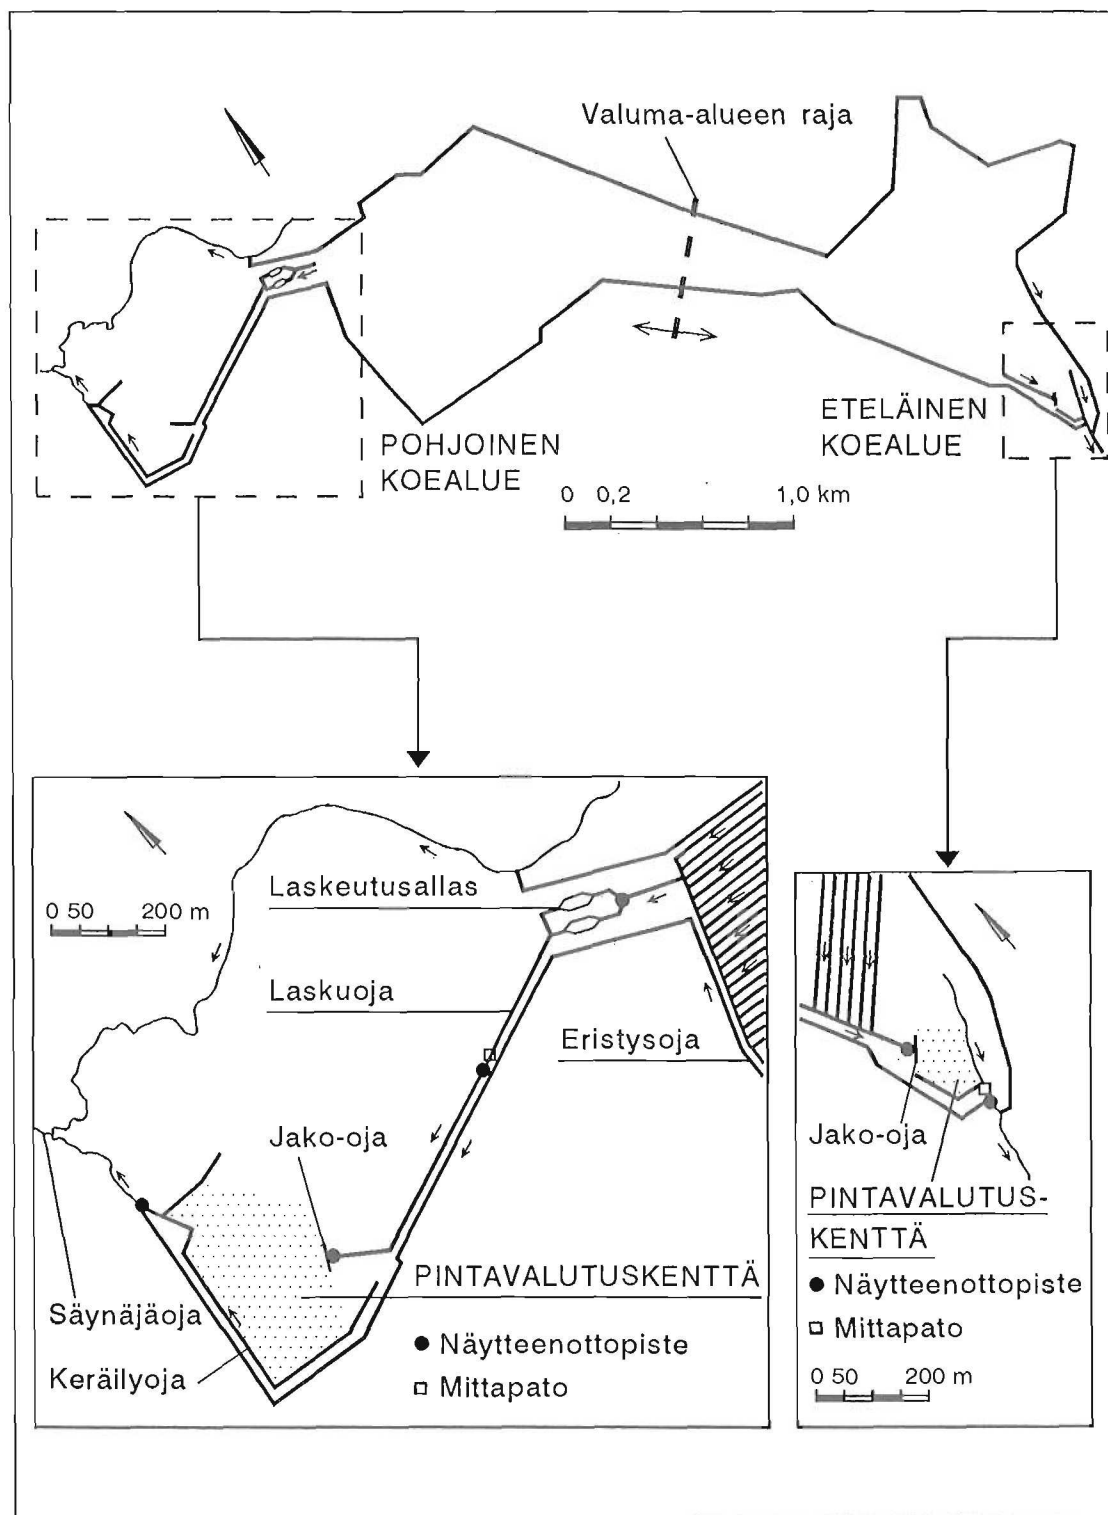 Valuma-alueen raja
POHJOINEN
KOEALUE
ETELÄINEN
KOEALUE
0 0,2 1,0 km
Laskeutusallas
0 50 200 m
Laskuoja
Eristysoja
Jako-oja
PINTAVALUTUSKENTTÄ
Säynäjäoja
Keräilyoja
Näytteenottopiste
Mittapato
Jako-oja
PINTAVALUTUS-
KENTTÄ
Näytteenottopiste
Mittapato
0 50 200 m